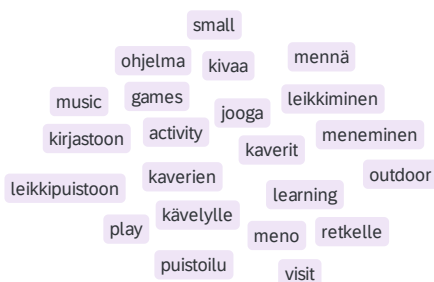 small
ohjelma kivaa mennä
music games jooga leikkiminen
kirjastoon activity kaverit meneminen
leikkipuistoon kaverien learning outdoor
play kävelylle meno retkelle
puistoilu visit